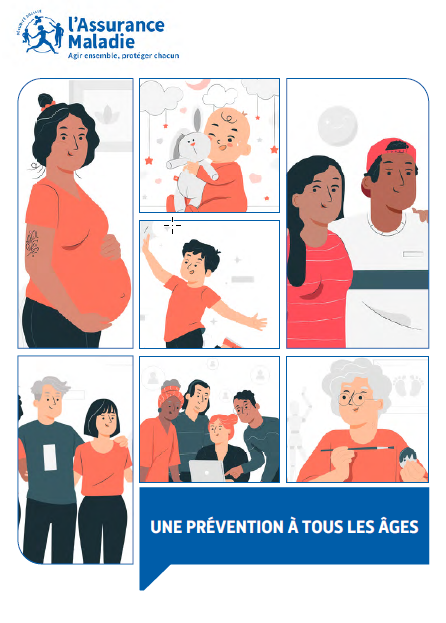 l'Assurance
Maladie
Agir ensemble, protéger chacun
UNE PRÉVENTION À TOUS LES ÂGES